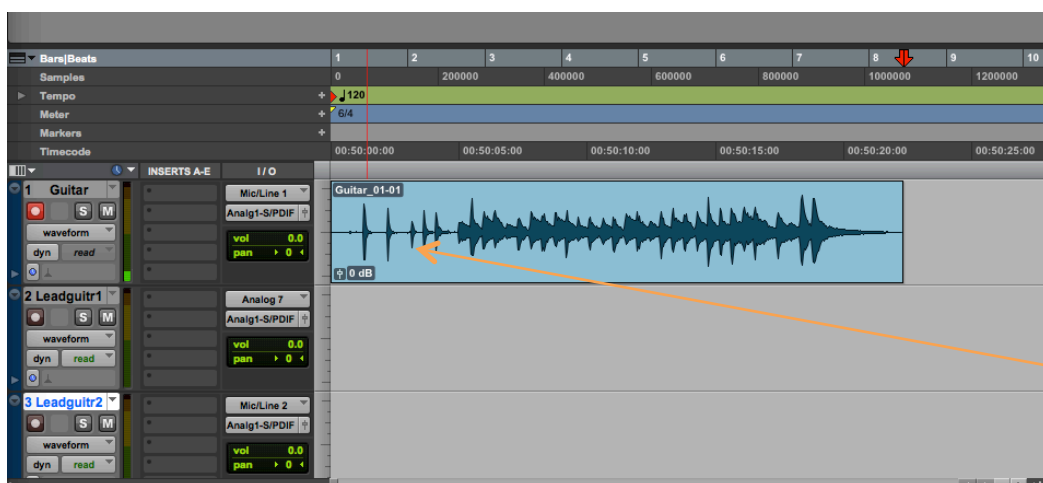 Bars|Beats 1 2 3 4 5 6 7 8 9 10
Samples 0 200000 400000 600000 800000 1000000 1200000
Tempo + 120
Meter + 6/4
Markers +
Timecode 00:50:00:00 00:50:05:00 00:50:10:00 00:50:15:00 00:50:20:00 00:50:25:00
INSERTS A-E I / O
1 Guitar Mic/Line 1 Guitar_01-01
S M Analg1-S/PDIF
waveform vol 0.0
dyn read pan 0
0 dB
2 Leadguitr1 Analog 7
S M Analg1-S/PDIF
waveform vol 0.0
dyn read pan 0
3 Leadguitr2 Mic/Line 2
S M Analg1-S/PDIF
waveform vol 0.0
dyn read pan 0